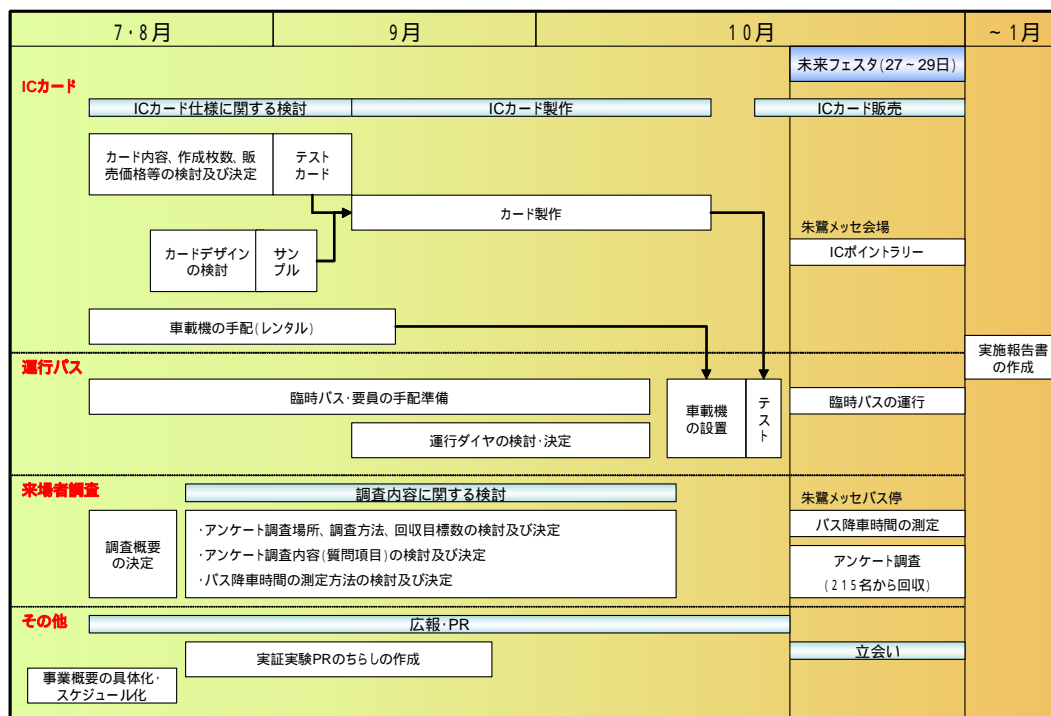 7・8月
9月
10月
~1月
未来フェスタ(27~29日)
ICカード
ICカード仕様に関する検討
ICカード製作
ICカード販売
カード内容、作成枚数、販
売価格等の検討及び決定
テスト
カード
カード製作
カードデザイン
の検討
サン
プル
朱鷺メッセ会場
ICポイントラリー
車載機の手配(レンタル)
実施報告書
の作成
運行バス
臨時バス・要員の手配準備
車載機
の設置
テスト
臨時バスの運行
運行ダイヤの検討・決定
来場者調査
調査内容に関する検討
朱鷺メッセバス停
調査概要
の決定
・アンケート調査場所、調査方法、回収目標数の検討及び決定
・アンケート調査内容(質問項目)の検討及び決定
・バス降車時間の測定方法の検討及び決定
バス降車時間の測定
アンケート調査
(215名から回収)
その他
広報・PR
実証実験PRのちらしの作成
立会い
事業概要の具体化・
スケジュール化